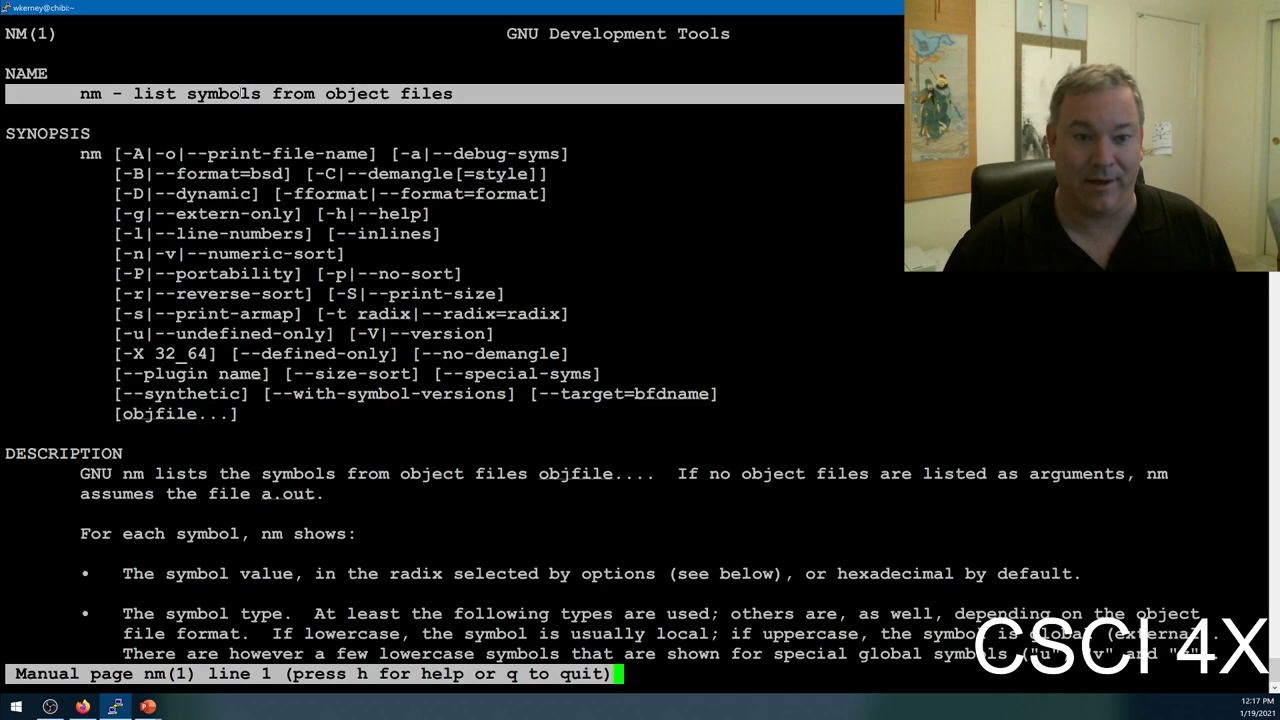 wkerney@chibi:~
NM(1) GNU Development Tools
NAME
nm - list symbols from object files
SYNOPSIS
nm [-A|-o|--print-file-name] [-a|--debug-syms]
[-B|--format=bsd] [-C|--demangle[=style]]
[-D|--dynamic] [-fformat|--format=format]
[-g|--extern-only] [-h|--help]
[-l|--line-numbers] [--inlines]
[-n|-v|--numeric-sort]
[-P|--portability] [-p|--no-sort]
[-r|--reverse-sort] [-S|--print-size]
[-s|--print-armap] [-t radix|--radix=radix]
[-u|--undefined-only] [-V|--version]
[-X 32_64] [--defined-only] [--no-demangle]
[--plugin name] [--size-sort] [--special-syms]
[--synthetic] [--with-symbol-versions] [--target=bfdname]
[objfile...]
DESCRIPTION
GNU nm lists the symbols from object files objfile.... If no object files are listed as arguments, nm
assumes the file a.out.
For each symbol, nm shows:
• The symbol value, in the radix selected by options (see below), or hexadecimal by default.
• The symbol type. At least the following types are used; others are, as well, depending on the object
file format. If lowercase, the symbol is usually local; if uppercase, the symbol is global (external).
There are however a few lowercase symbols that are shown for special global symbols ("u", "v" and "w").
CSCI 4X
Manual page nm(1) line 1 (press h for help or q to quit)
12:17 PM
1/19/2021